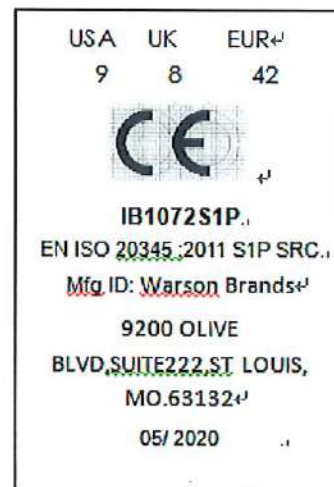 USA UK EUR
9 8 42
CE
IB1072S1P
EN ISO 20345 :2011 S1P SRC
Mfg ID: Warson Brands
9200 OLIVE
BLVD,SUITE222,ST LOUIS,
MO.63132
05/ 2020